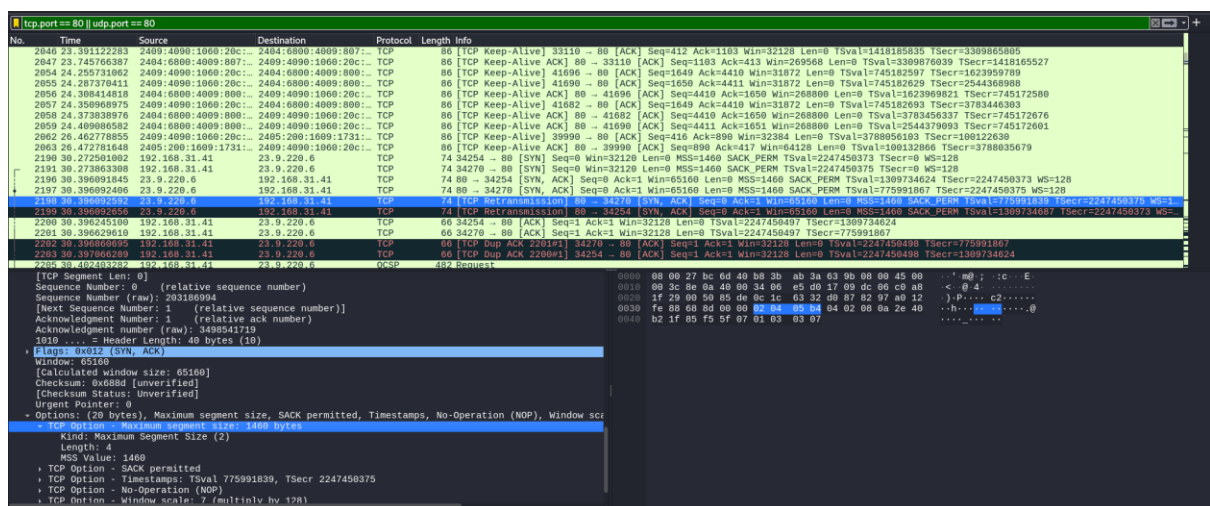 tcp.port == 80 || udp.port == 80
No. Time Source Destination Protocol Length Info
2046 23.391122283 2409:4090:1060:20c:… 2404:6800:4009:807:… TCP 86 [TCP Keep-Alive] 33110 → 80 [ACK] Seq=412 Ack=1103 Win=32128 Len=0 TSval=1418185835 TSecr=3309865805
2047 23.745766387 2404:6800:4009:807:… 2409:4090:1060:20c:… TCP 86 [TCP Keep-Alive ACK] 80 → 33110 [ACK] Seq=1103 Ack=413 Win=269568 Len=0 TSval=3309876039 TSecr=1418165527
2054 24.255731062 2409:4090:1060:20c:… 2404:6800:4009:800:… TCP 86 [TCP Keep-Alive] 41696 → 80 [ACK] Seq=1649 Ack=4410 Win=31872 Len=0 TSval=745182597 TSecr=1623959789
2055 24.287370411 2409:4090:1060:20c:… 2404:6800:4009:800:… TCP 86 [TCP Keep-Alive] 41690 → 80 [ACK] Seq=1650 Ack=4411 Win=31872 Len=0 TSval=745182629 TSecr=2544368988
2056 24.308414818 2404:6800:4009:800:… 2409:4090:1060:20c:… TCP 86 [TCP Keep-Alive ACK] 80 → 41696 [ACK] Seq=4410 Ack=1650 Win=268800 Len=0 TSval=1623969821 TSecr=745172580
2057 24.350968975 2409:4090:1060:20c:… 2404:6800:4009:800:… TCP 86 [TCP Keep-Alive] 41682 → 80 [ACK] Seq=1649 Ack=4410 Win=31872 Len=0 TSval=745182693 TSecr=3783446303
2058 24.373838976 2404:6800:4009:800:… 2409:4090:1060:20c:… TCP 86 [TCP Keep-Alive ACK] 80 → 41682 [ACK] Seq=4410 Ack=1650 Win=268800 Len=0 TSval=3783456337 TSecr=745172676
2059 24.409086582 2404:6800:4009:800:… 2409:4090:1060:20c:… TCP 86 [TCP Keep-Alive ACK] 80 → 41690 [ACK] Seq=4411 Ack=1651 Win=268800 Len=0 TSval=2544379093 TSecr=745172601
2062 26.462778855 2409:4090:1060:20c:… 2405:200:1609:1731:… TCP 86 [TCP Keep-Alive] 39990 → 80 [ACK] Seq=416 Ack=890 Win=32384 Len=0 TSval=3788056103 TSecr=100122630
2063 26.472781648 2405:200:1609:1731:… 2409:4090:1060:20c:… TCP 86 [TCP Keep-Alive ACK] 80 → 39990 [ACK] Seq=890 Ack=417 Win=64128 Len=0 TSval=100132866 TSecr=3788035679
2190 30.272501002 192.168.31.41 23.9.220.6 TCP 74 34254 → 80 [SYN] Seq=0 Win=32120 Len=0 MSS=1460 SACK_PERM TSval=2247450373 TSecr=0 WS=128
2191 30.273863308 192.168.31.41 23.9.220.6 TCP 74 34270 → 80 [SYN] Seq=0 Win=32120 Len=0 MSS=1460 SACK_PERM TSval=2247450375 TSecr=0 WS=128
2196 30.396091845 23.9.220.6 192.168.31.41 TCP 74 80 → 34254 [SYN, ACK] Seq=0 Ack=1 Win=65160 Len=0 MSS=1460 SACK_PERM TSval=1309734624 TSecr=2247450373 WS=128
2197 30.396092406 23.9.220.6 192.168.31.41 TCP 74 80 → 34270 [SYN, ACK] Seq=0 Ack=1 Win=65160 Len=0 MSS=1460 SACK_PERM TSval=775991867 TSecr=2247450375 WS=128
2198 30.396092592 23.9.220.6 192.168.31.41 TCP 74 [TCP Retransmission] 80 → 34270 [SYN, ACK] Seq=0 Ack=1 Win=65160 Len=0 MSS=1460 SACK_PERM TSval=775991839 TSecr=2247450375 WS=1…
2199 30.396092656 23.9.220.6 192.168.31.41 TCP 74 [TCP Retransmission] 80 → 34254 [SYN, ACK] Seq=0 Ack=1 Win=65160 Len=0 MSS=1460 SACK_PERM TSval=1309734687 TSecr=2247450373 WS=…
2200 30.396245100 192.168.31.41 23.9.220.6 TCP 66 34254 → 80 [ACK] Seq=1 Ack=1 Win=32128 Len=0 TSval=2247450497 TSecr=1309734624
2201 30.396629610 192.168.31.41 23.9.220.6 TCP 66 34270 → 80 [ACK] Seq=1 Ack=1 Win=32128 Len=0 TSval=2247450497 TSecr=775991867
2202 30.396860695 192.168.31.41 23.9.220.6 TCP 66 [TCP Dup ACK 2201#1] 34270 → 80 [ACK] Seq=1 Ack=1 Win=32128 Len=0 TSval=2247450498 TSecr=775991867
2203 30.397066289 192.168.31.41 23.9.220.6 TCP 66 [TCP Dup ACK 2200#1] 34254 → 80 [ACK] Seq=1 Ack=1 Win=32128 Len=0 TSval=2247450498 TSecr=1309734624
2205 30.402403282 192.168.31.41 23.9.220.6 OCSP 482 Request
[TCP Segment Len: 0]
Sequence Number: 0 (relative sequence number)
Sequence Number (raw): 203186994
[Next Sequence Number: 1 (relative sequence number)]
Acknowledgment Number: 1 (relative ack number)
Acknowledgment number (raw): 3498541719
1010 .... = Header Length: 40 bytes (10)
Flags: 0x012 (SYN, ACK)
Window: 65160
[Calculated window size: 65160]
Checksum: 0x688d [unverified]
[Checksum Status: Unverified]
Urgent Pointer: 0
Options: (20 bytes), Maximum segment size, SACK permitted, Timestamps, No-Operation (NOP), Window sca
TCP Option - Maximum segment size: 1460 bytes
Kind: Maximum Segment Size (2)
Length: 4
MSS Value: 1460
TCP Option - SACK permitted
TCP Option - Timestamps: TSval 775991839, TSecr 2247450375
TCP Option - No-Operation (NOP)
TCP Option - Window scale: 7 (multiply by 128)
0000 08 00 27 bc 6d 40 b8 3b ab 3a 63 9b 08 00 45 00 ··'·m@·; ·:c···E·
0010 00 3c 8e 0a 40 00 34 06 e5 d0 17 09 dc 06 c0 a8 ·<··@·4· ········
0020 1f 29 00 50 85 de 0c 1c 63 32 d0 87 82 97 a0 12 ·)·P···· c2······
0030 fe 88 68 8d 00 00 02 04 05 b4 04 02 08 0a 2e 40 ··h····· ······.@
0040 b2 1f 85 f5 5f 07 01 03 03 07 ····_··· ··